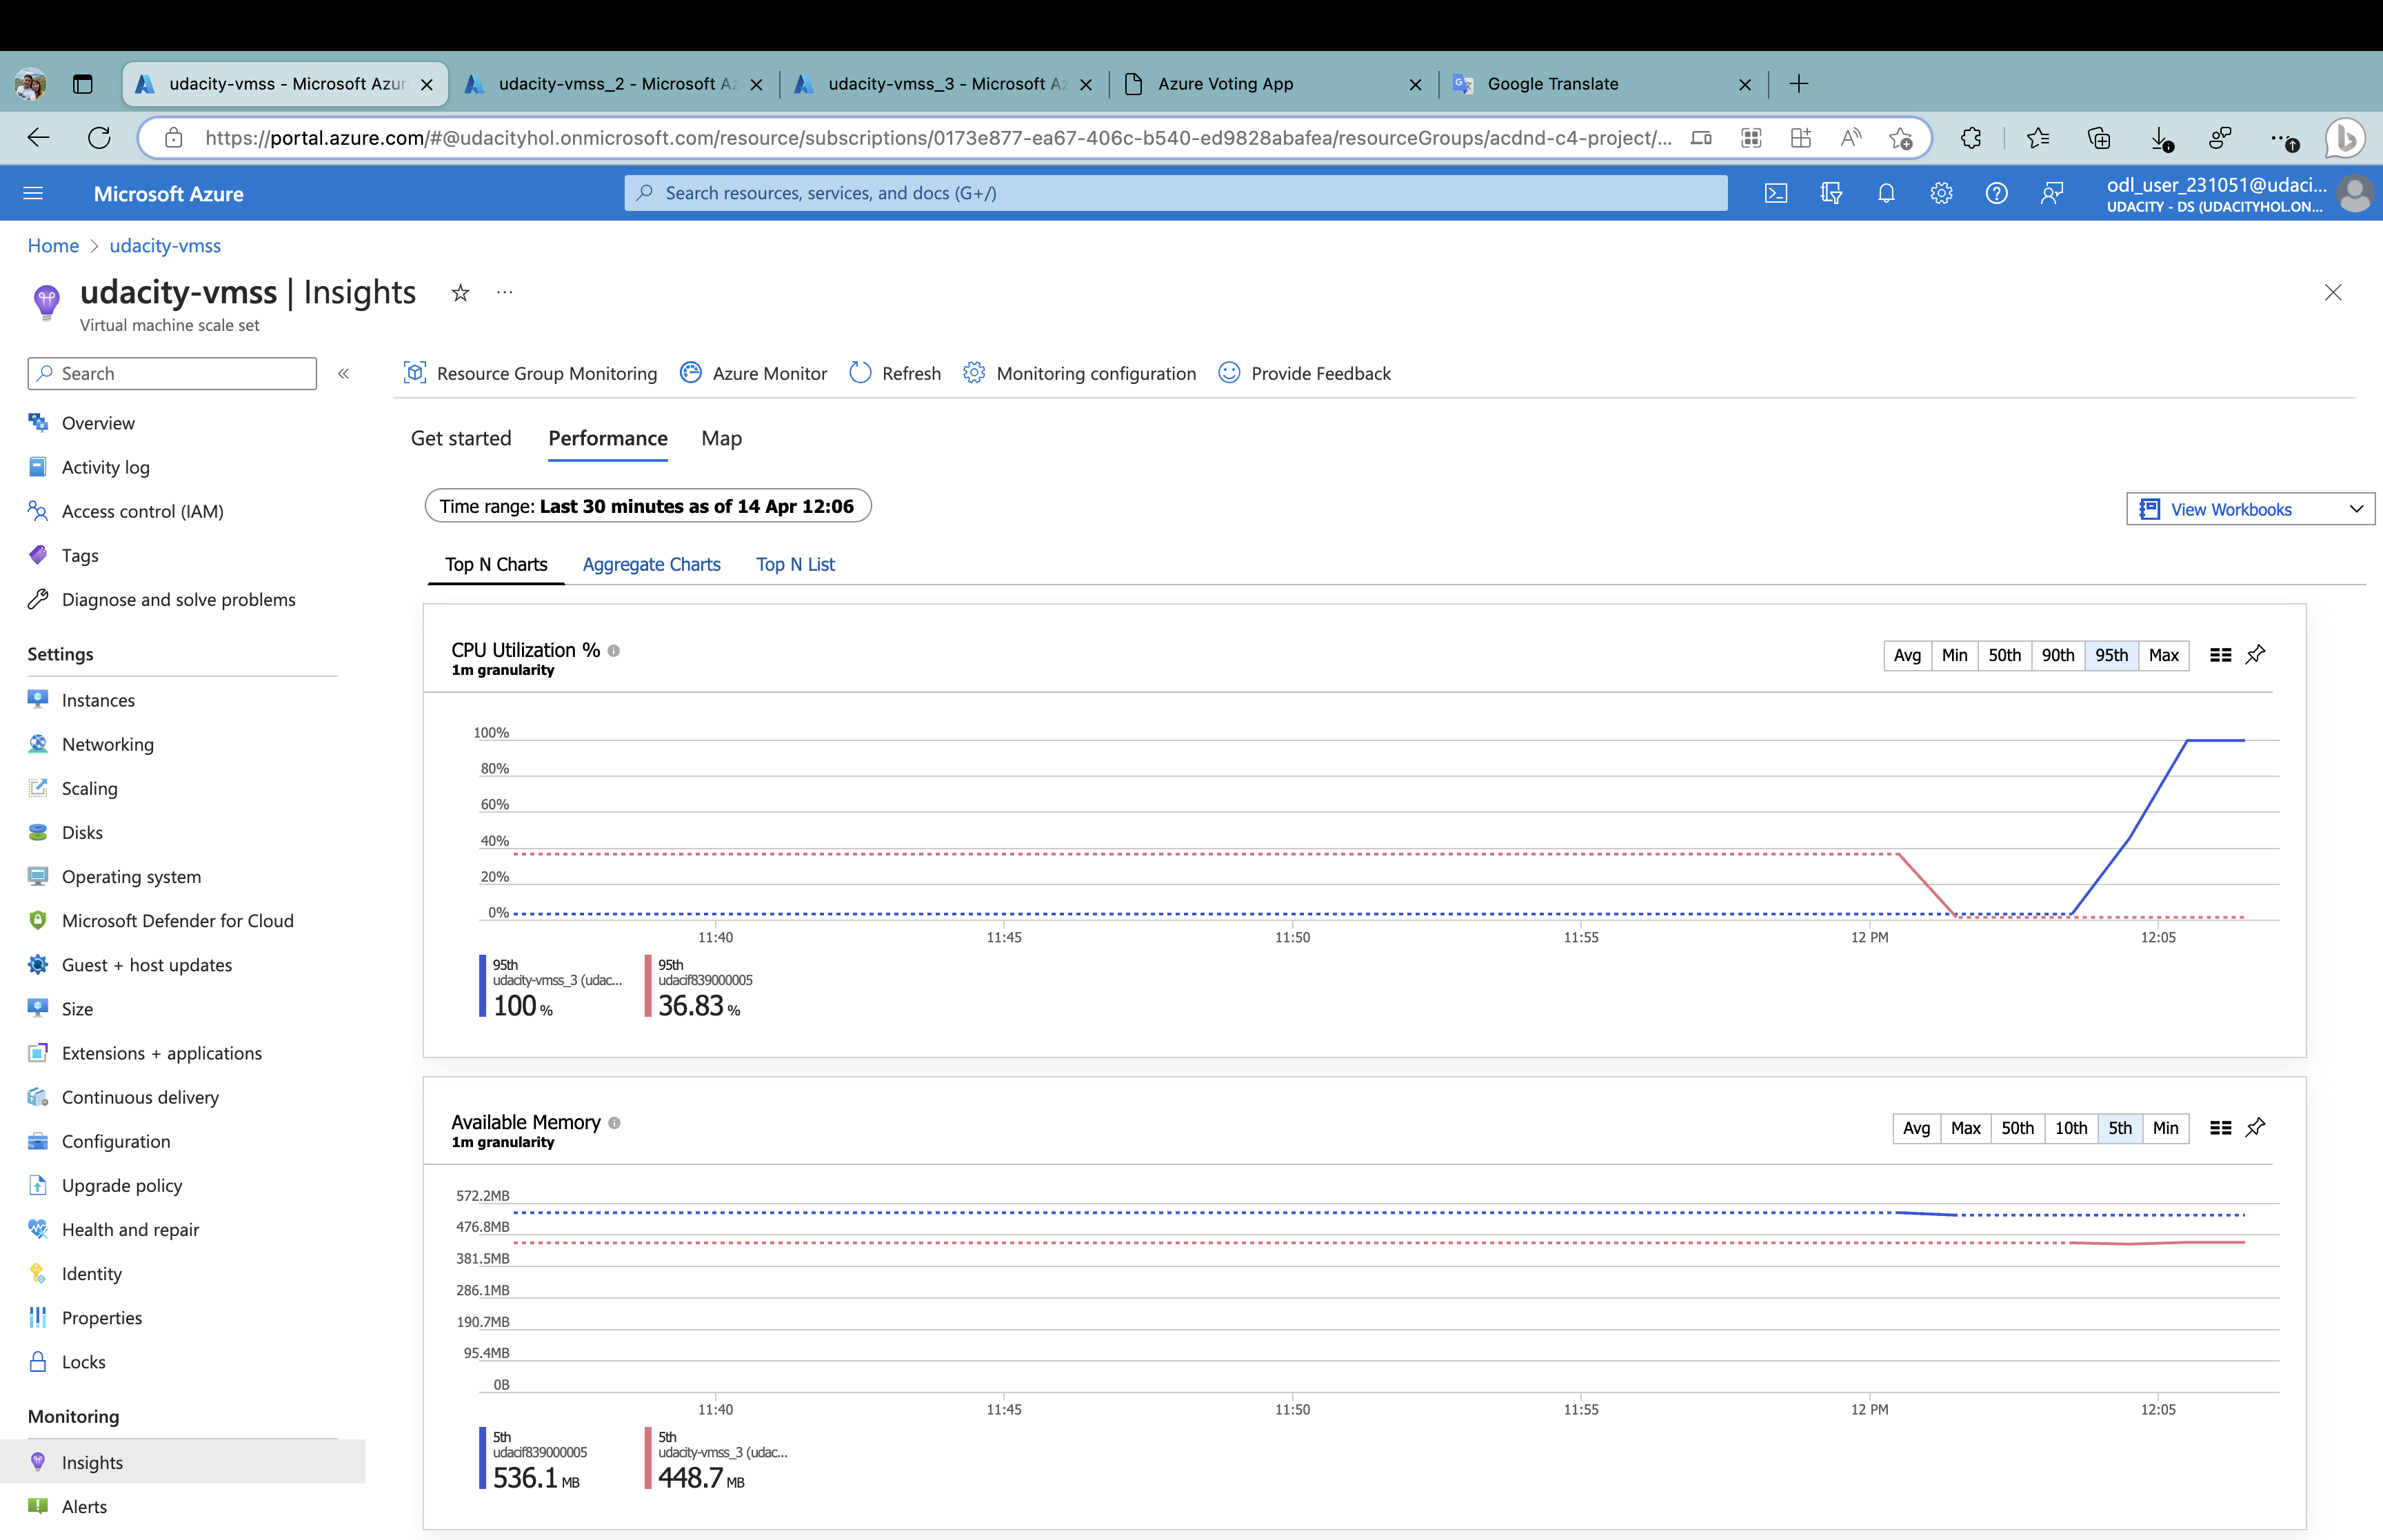 udacity-vmss - Microsoft Azur
udacity-vmss_2 - Microsoft Az
udacity-vmss_3 - Microsoft Az
Azure Voting App
Google Translate
https://portal.azure.com/#@udacityhol.onmicrosoft.com/resource/subscriptions/0173e877-ea67-406c-b540-ed9828abafea/resourceGroups/acdnd-c4-project/...
Microsoft Azure
Search resources, services, and docs (G+/)
odl_user_231051@udaci...
UDACITY - DS (UDACITYHOL.ON...
Home > udacity-vmss
udacity-vmss | Insights
Virtual machine scale set
Search
Overview
Activity log
Access control (IAM)
Tags
Diagnose and solve problems
Settings
Instances
Networking
Scaling
Disks
Operating system
Microsoft Defender for Cloud
Guest + host updates
Size
Extensions + applications
Continuous delivery
Configuration
Upgrade policy
Health and repair
Identity
Properties
Locks
Monitoring
Insights
Alerts
Resource Group Monitoring
Azure Monitor
Refresh
Monitoring configuration
Provide Feedback
Get started
Performance
Map
Time range: Last 30 minutes as of 14 Apr 12:06
View Workbooks
Top N Charts
Aggregate Charts
Top N List
CPU Utilization %
1m granularity
Avg
Min
50th
90th
95th
Max
100%
80%
60%
40%
20%
0%
11:40
11:45
11:50
11:55
12 PM
12:05
95th
udacity-vmss_3 (udac...
100 %
95th
udacif839000005
36.83 %
Available Memory
1m granularity
Avg
Max
50th
10th
5th
Min
572.2MB
476.8MB
381.5MB
286.1MB
190.7MB
95.4MB
0B
11:40
11:45
11:50
11:55
12 PM
12:05
5th
udacif839000005
536.1 MB
5th
udacity-vmss_3 (udac...
448.7 MB